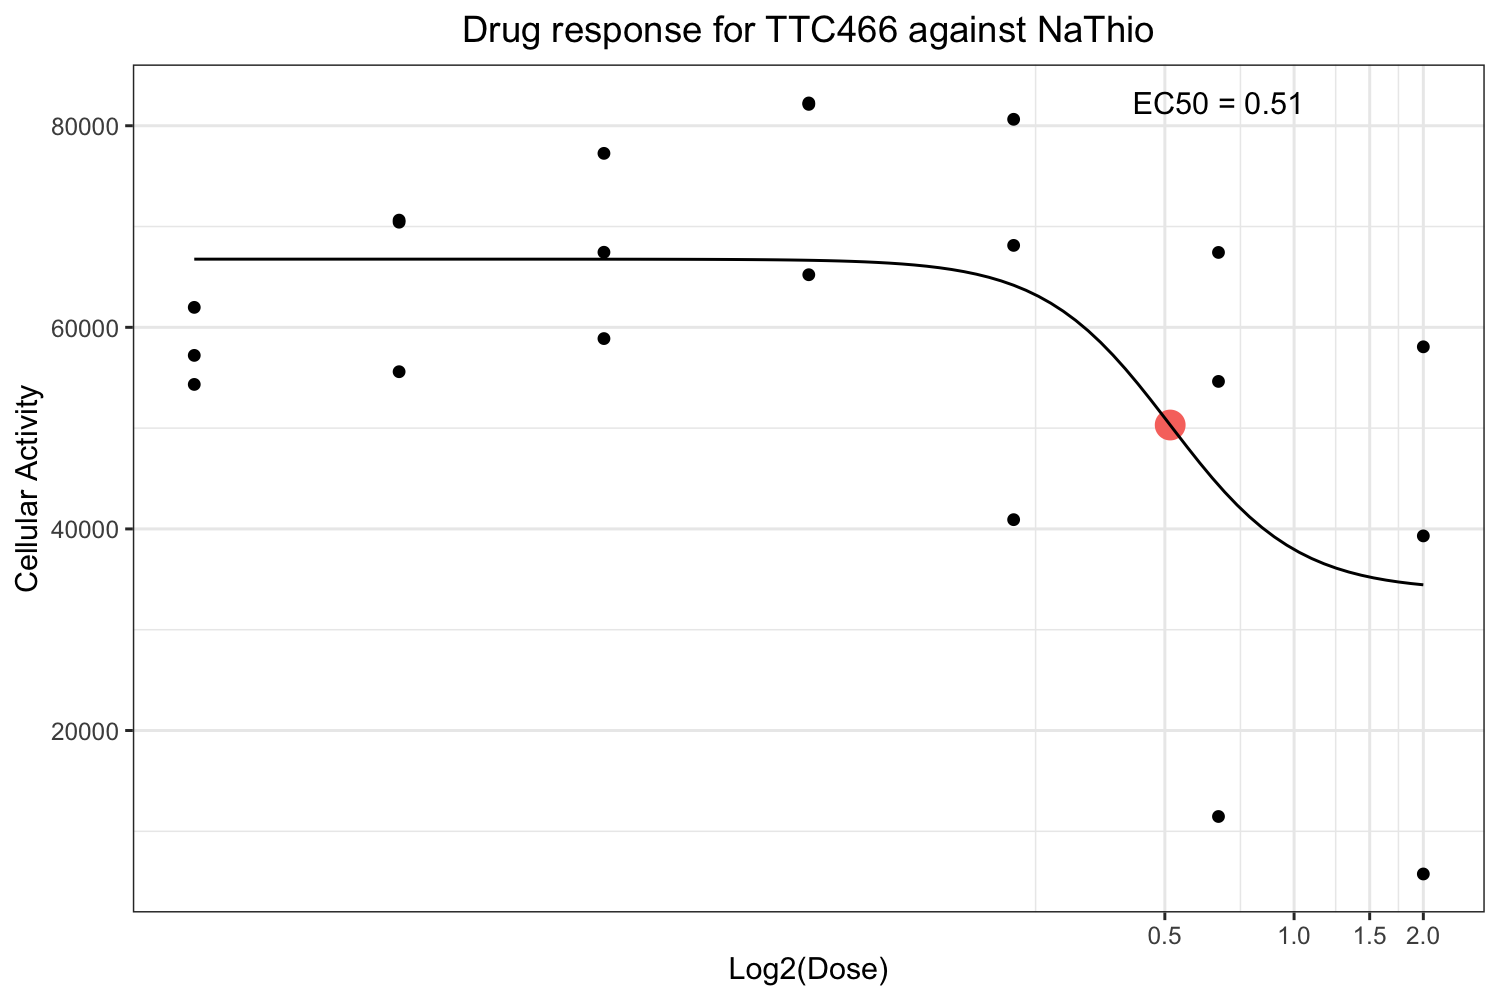 Drug response for TTC466 against NaThio
EC50 = 0.51
80000
60000
40000
20000
Cellular Activity
0.5 1.0 1.5 2.0
Log2(Dose)